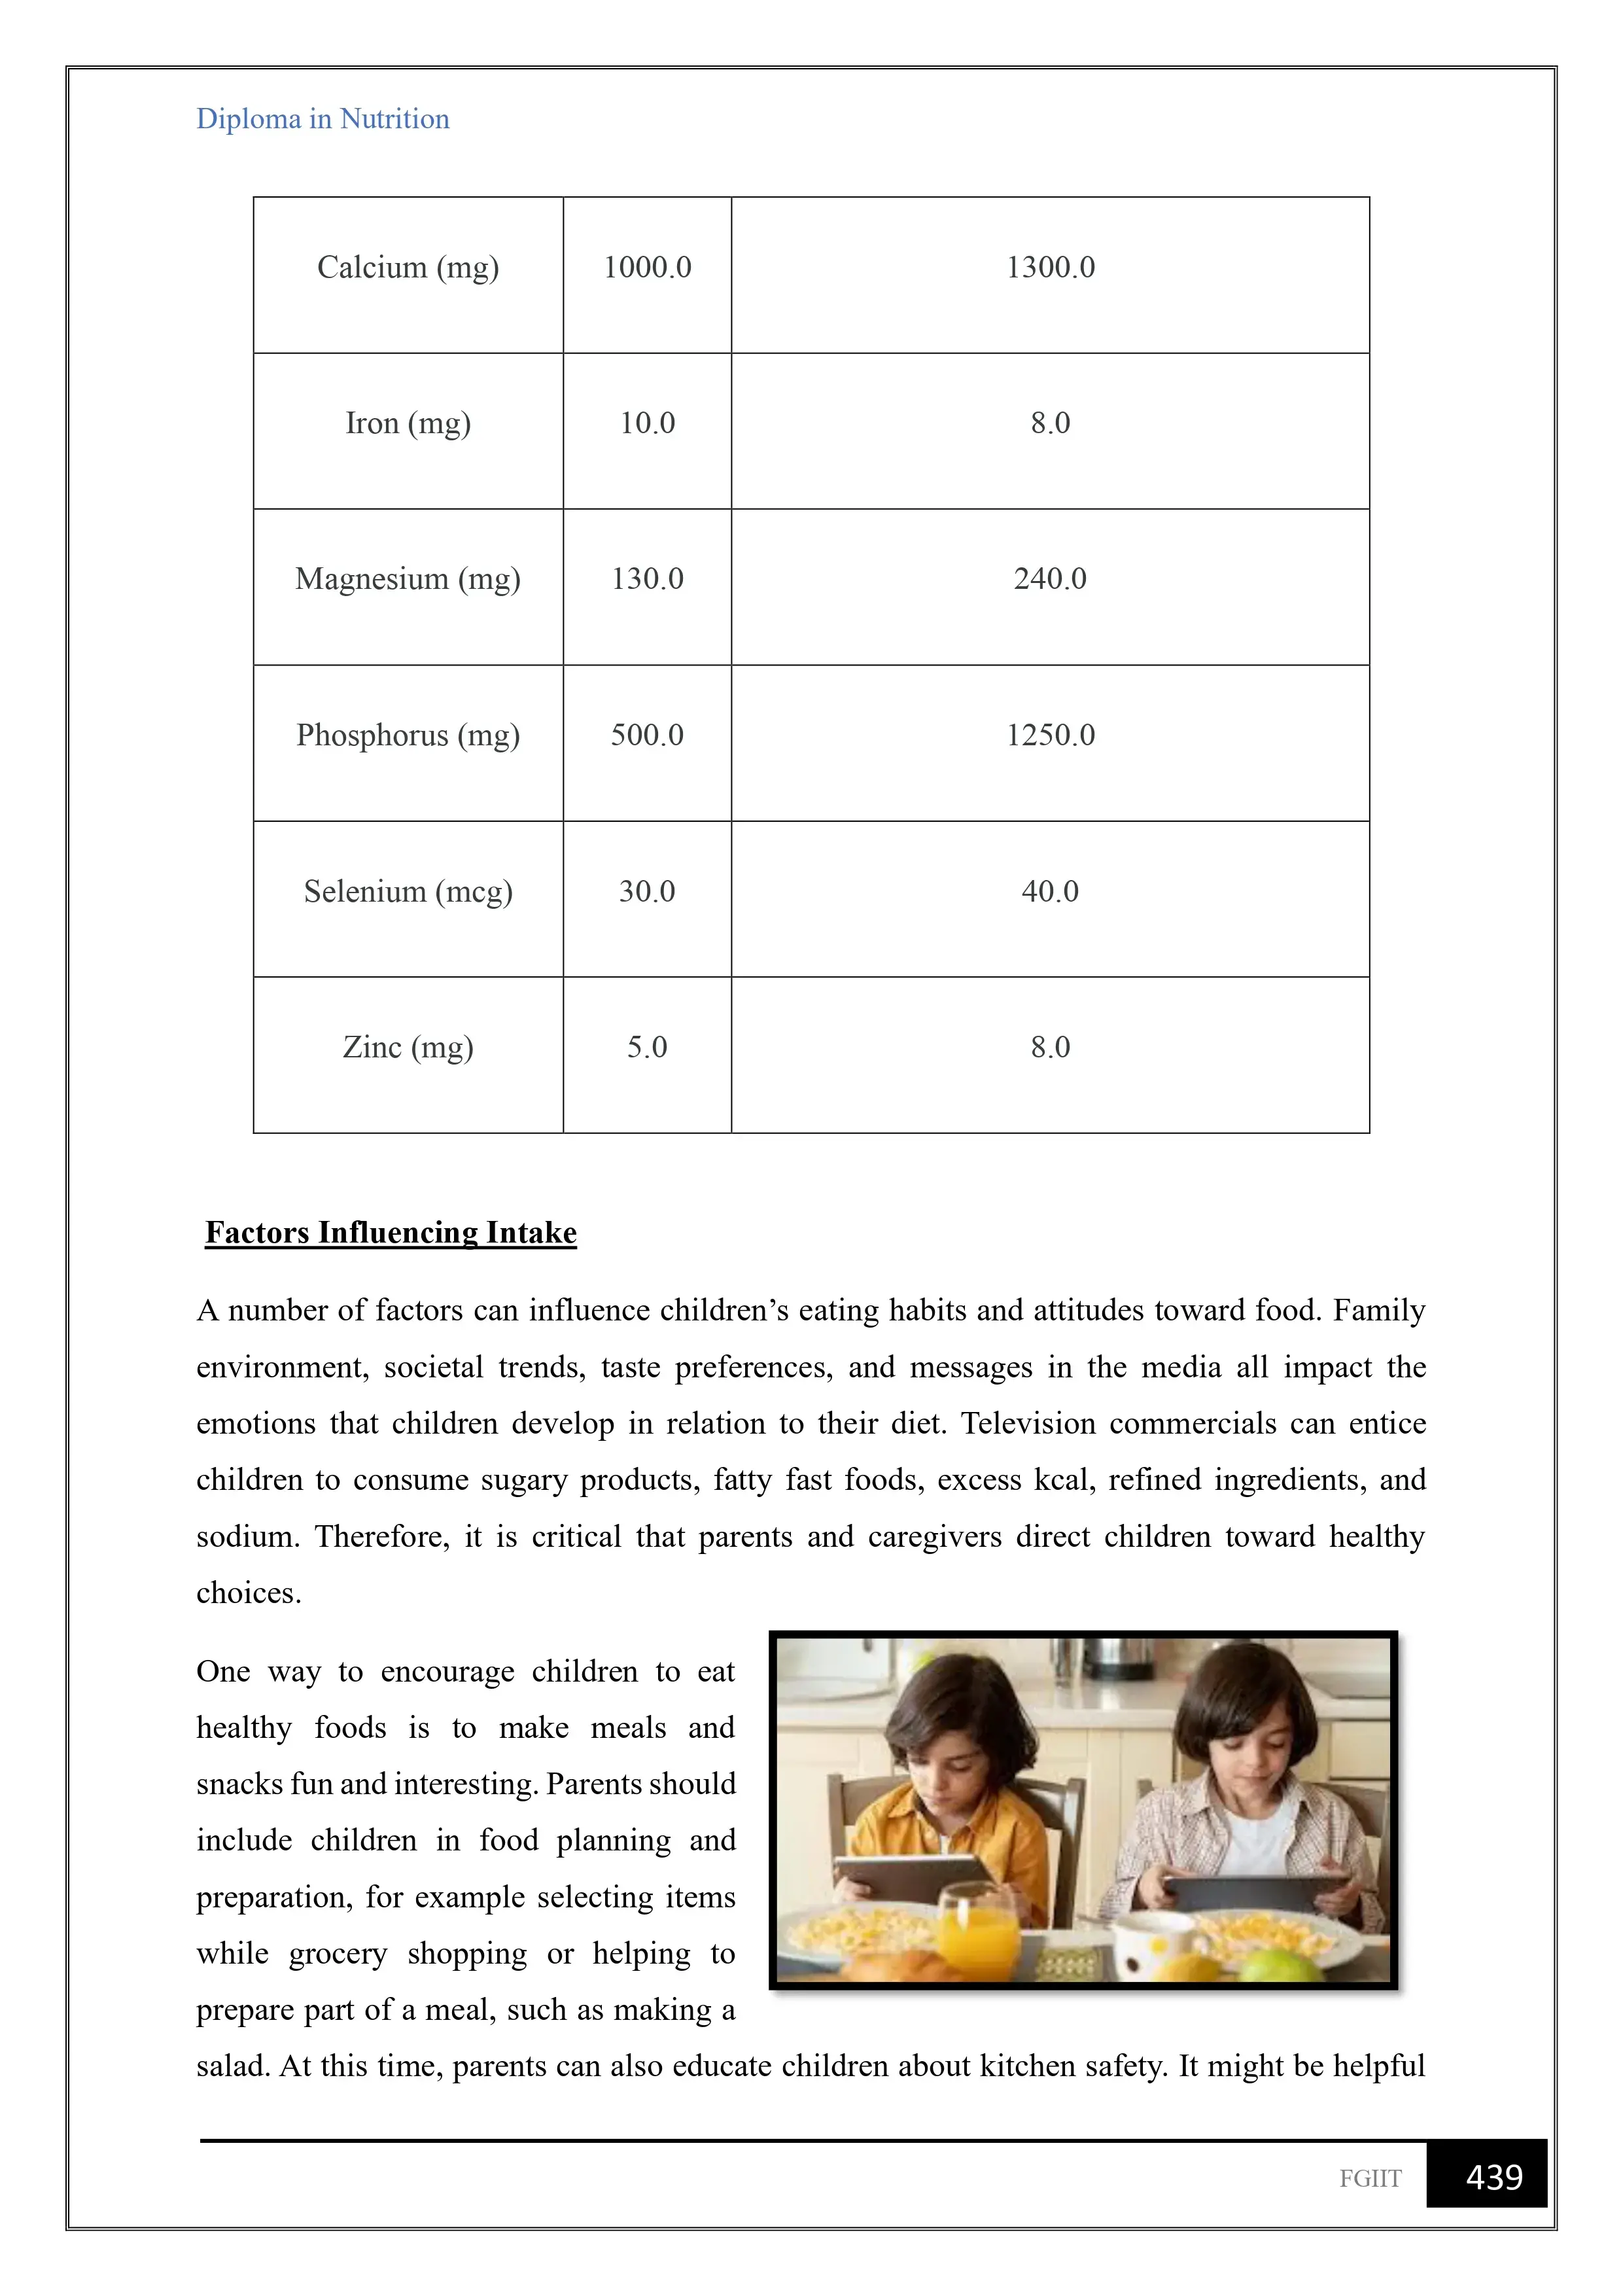 Diploma in Nutrition
Calcium (mg) 1000.0 1300.0
Iron (mg) 10.0 8.0
Magnesium (mg) 130.0 240.0
Phosphorus (mg) 500.0 1250.0
Selenium (mcg) 30.0 40.0
Zinc (mg) 5.0 8.0
Factors Influencing Intake
A number of factors can influence children’s eating habits and attitudes toward food. Family
environment, societal trends, taste preferences, and messages in the media all impact the
emotions that children develop in relation to their diet. Television commercials can entice
children to consume sugary products, fatty fast foods, excess kcal, refined ingredients, and
sodium. Therefore, it is critical that parents and caregivers direct children toward healthy
choices.
One way to encourage children to eat
healthy foods is to make meals and
snacks fun and interesting. Parents should
include children in food planning and
preparation, for example selecting items
while grocery shopping or helping to
prepare part of a meal, such as making a
salad. At this time, parents can also educate children about kitchen safety. It might be helpful
FGIIT 439